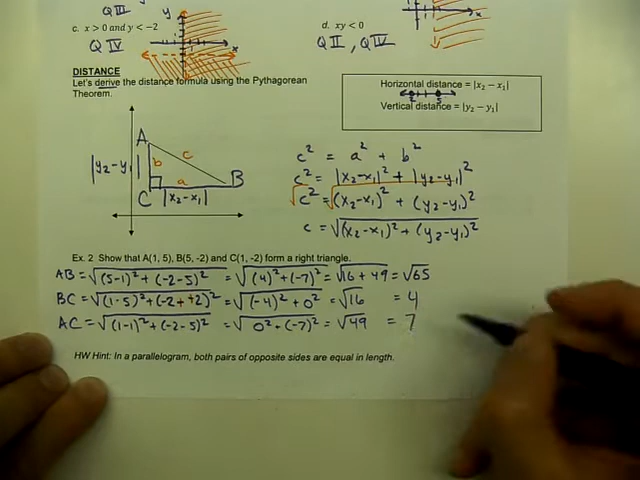 Q III
y
c. x > 0 and y < -2
Q IV
x
d. xy < 0
Q II , Q IV
x
DISTANCE
Let's derive the distance formula using the Pythagorean
Theorem.
Horizontal distance = |x₂ − x₁|
2 5
Vertical distance = |y₂ − y₁|
A
|y₂-y₁|
b
c
a
B
C
|x₂-x₁|
c² = a² + b²
c² = |x₂-x₁|² + |y₂-y₁|²
√c² = √(x₂-x₁)² + (y₂-y₁)²
c = √(x₂-x₁)² + (y₂-y₁)²
Ex. 2 Show that A(1, 5), B(5, -2) and C(1, -2) form a right triangle.
AB = √(5-1)² + (-2-5)² = √(4)² + (-7)² = √16 + 49 = √65
BC = √(1-5)² + (-2++2)² = √(-4)² + 0² = √16 = 4
AC = √(1-1)² + (-2-5)² = √0² + (-7)² = √49 = 7
HW Hint: In a parallelogram, both pairs of opposite sides are equal in length.